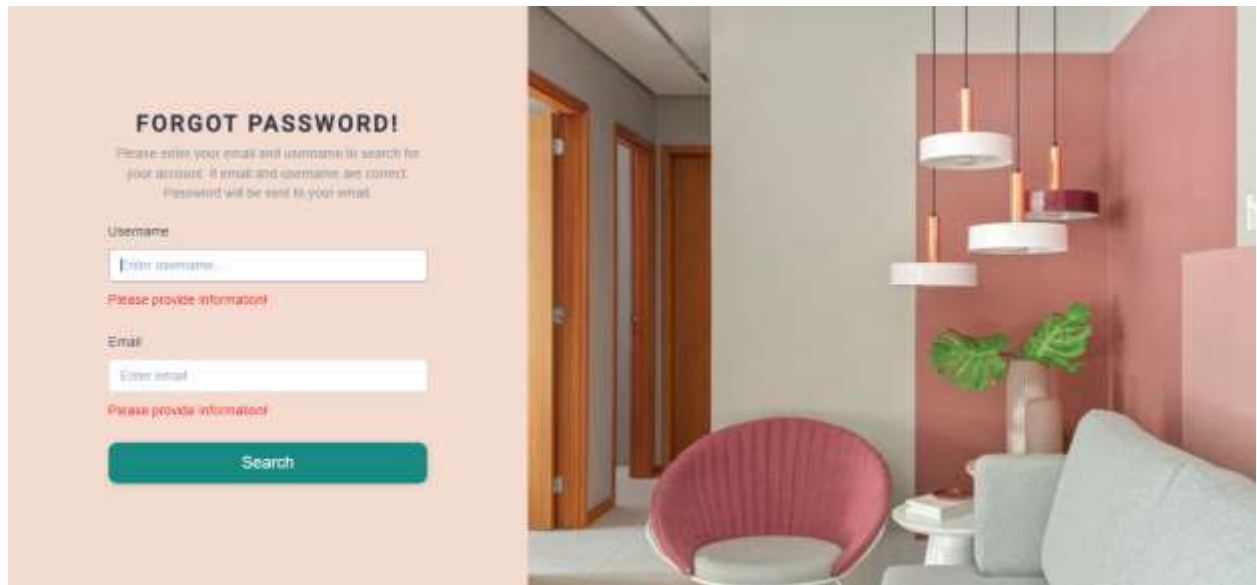 FORGOT PASSWORD!
Please enter your email and username to search for
your account. If email and username are correct.
Password will be sent to your email.
Username
Enter username...
Please provide information!
Email
Enter email
Please provide information!
Search